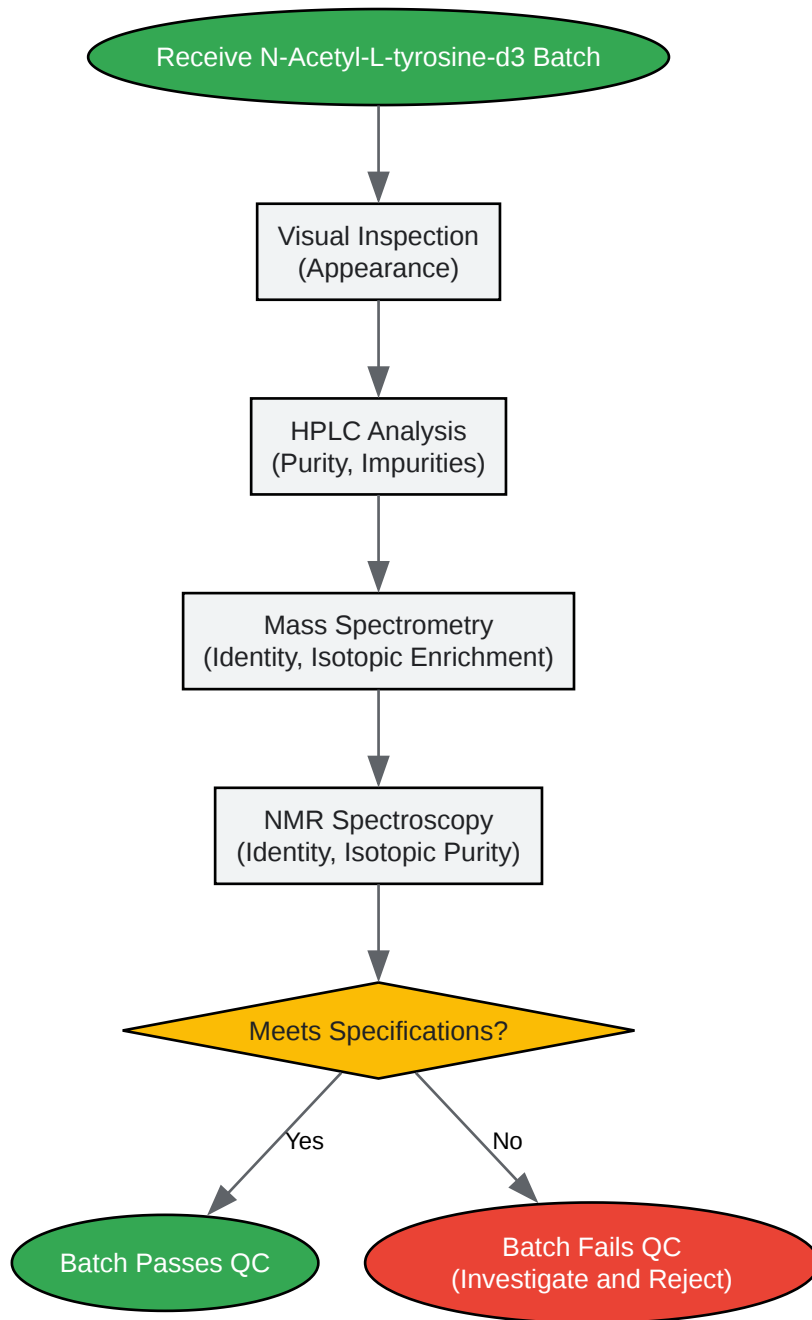 Receive N-Acetyl-L-tyrosine-d3 Batch
Visual Inspection
(Appearance)
HPLC Analysis
(Purity, Impurities)
Mass Spectrometry
(Identity, Isotopic Enrichment)
NMR Spectroscopy
(Identity, Isotopic Purity)
Meets Specifications?
Yes
No
Batch Passes QC
Batch Fails QC
(Investigate and Reject)